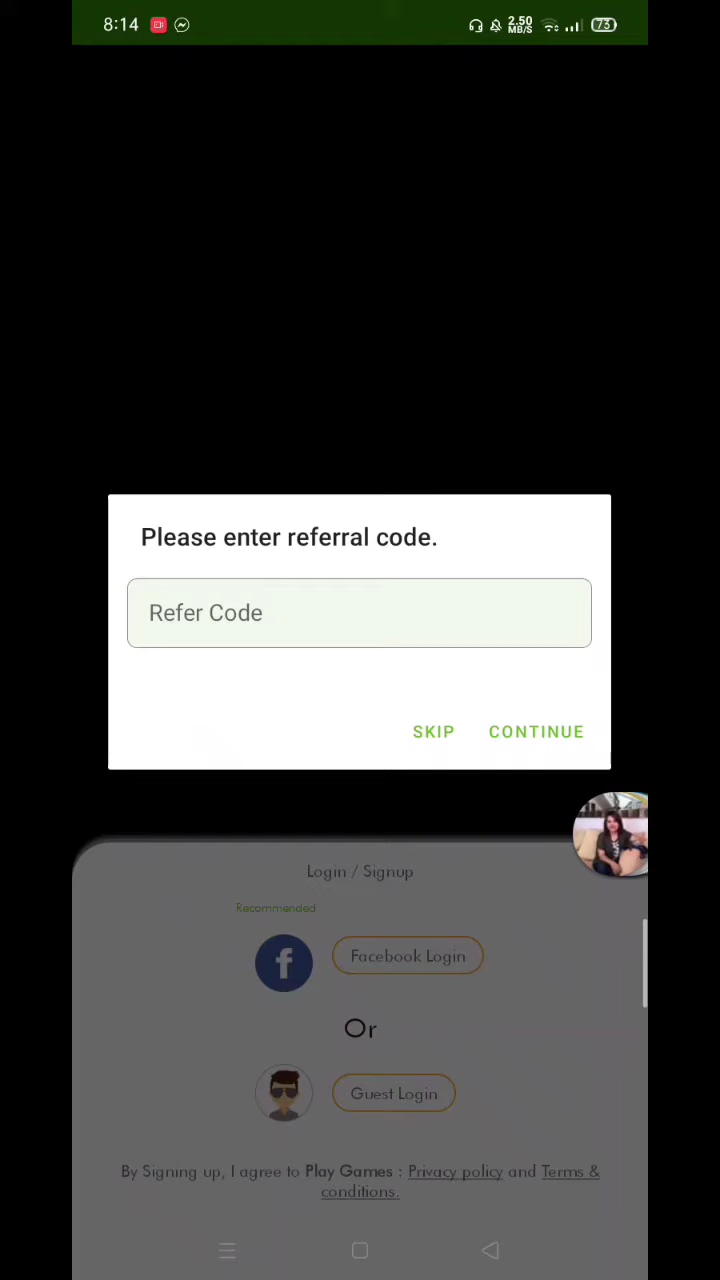 8:14 2.50 MB/S 73
Please enter referral code.
Refer Code
SKIP CONTINUE
Login / Signup
Recommended
f Facebook Login
Or
Guest Login
By Signing up, I agree to Play Games : Privacy policy and Terms &
conditions.